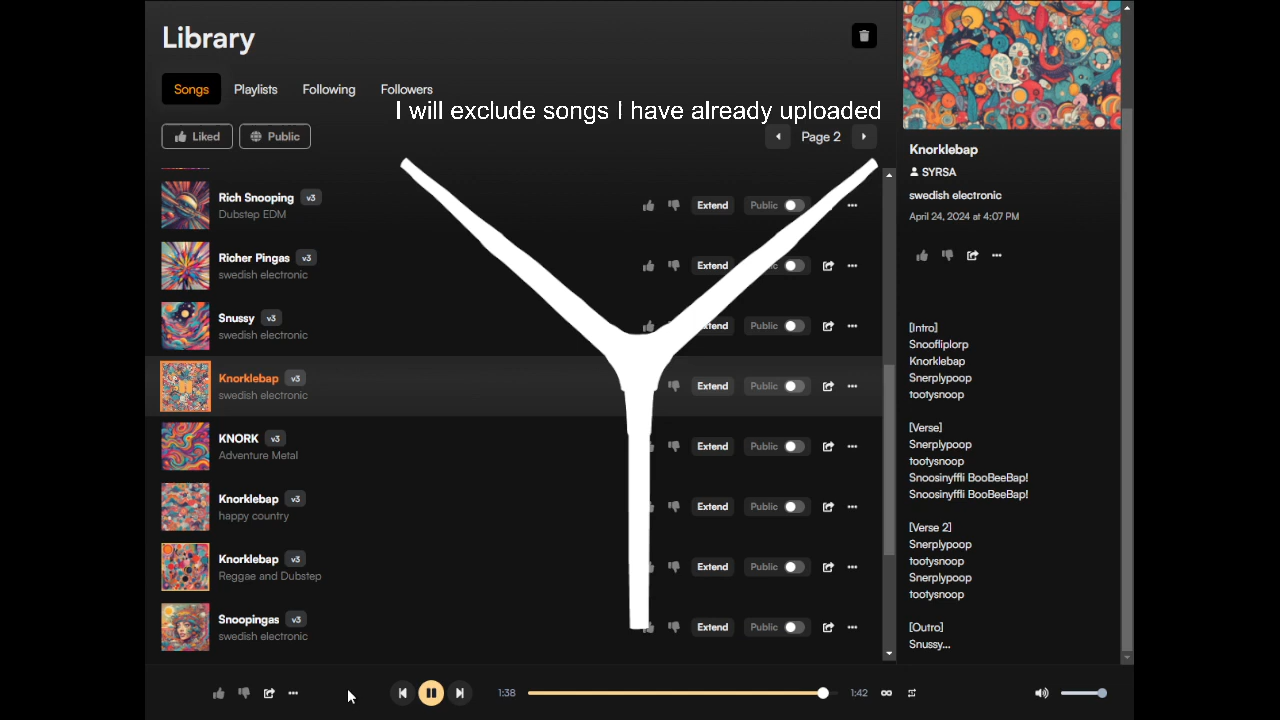 Library
Songs
Playlists
Following
Followers
I will exclude songs I have already uploaded
Liked
Public
Page 2
Rich Snooping v3
Dubstep EDM
Extend
Public
Richer Pingas v3
swedish electronic
Extend
Snussy v3
swedish electronic
Public
Knorklebap v3
swedish electronic
Extend
Public
KNORK v3
Adventure Metal
Extend
Public
Knorklebap v3
happy country
Extend
Public
Knorklebap v3
Reggae and Dubstep
Extend
Public
Snoopingas v3
swedish electronic
Extend
Public
Knorklebap
SYRSA
swedish electronic
April 24, 2024 at 4:07 PM
[Intro]
Snoofliplorp
Knorklebap
Snerplypoop
tootysnoop
[Verse]
Snerplypoop
tootysnoop
Snoosinyffli BooBeeBap!
Snoosinyffli BooBeeBap!
[Verse 2]
Snerplypoop
tootysnoop
Snerplypoop
tootysnoop
[Outro]
Snussy...
1:38
1:42